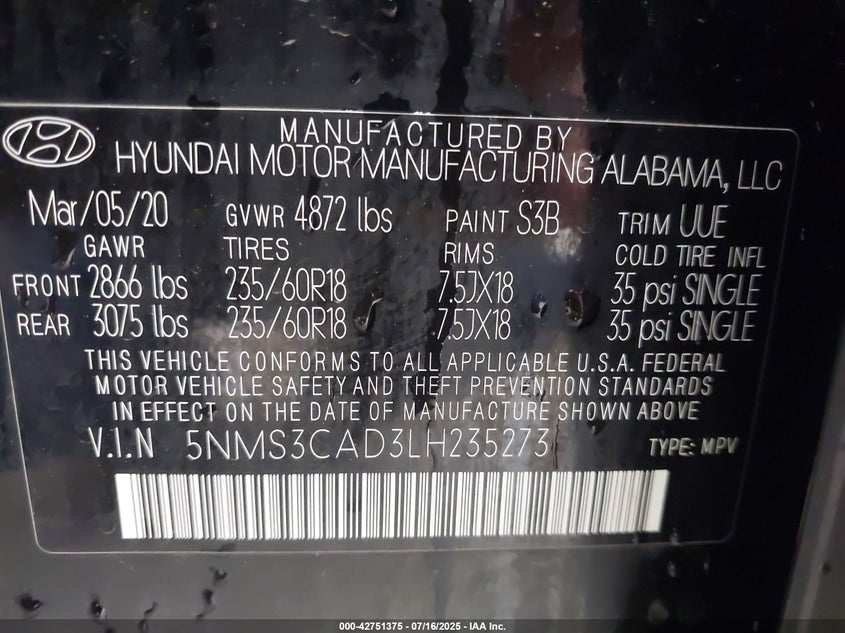 MANUFACTURED BY
HYUNDAI MOTOR MANUFACTURING ALABAMA, LLC
Mar/05/20 GVWR 4872 lbs PAINT S3B TRIM UUE
GAWR TIRES RIMS COLD TIRE INFL
FRONT 2866 lbs 235/60R18 7.5JX18 35 psi SINGLE
REAR 3075 lbs 235/60R18 7.5JX18 35 psi SINGLE
THIS VEHICLE CONFORMS TO ALL APPLICABLE U.S.A. FEDERAL
MOTOR VEHICLE SAFETY AND THEFT PREVENTION STANDARDS
IN EFFECT ON THE DATE OF MANUFACTURE SHOWN ABOVE
V.I.N 5NMS3CAD3LH235273 TYPE: MPV
000-42751375 - 07/16/2025 - IAA Inc.